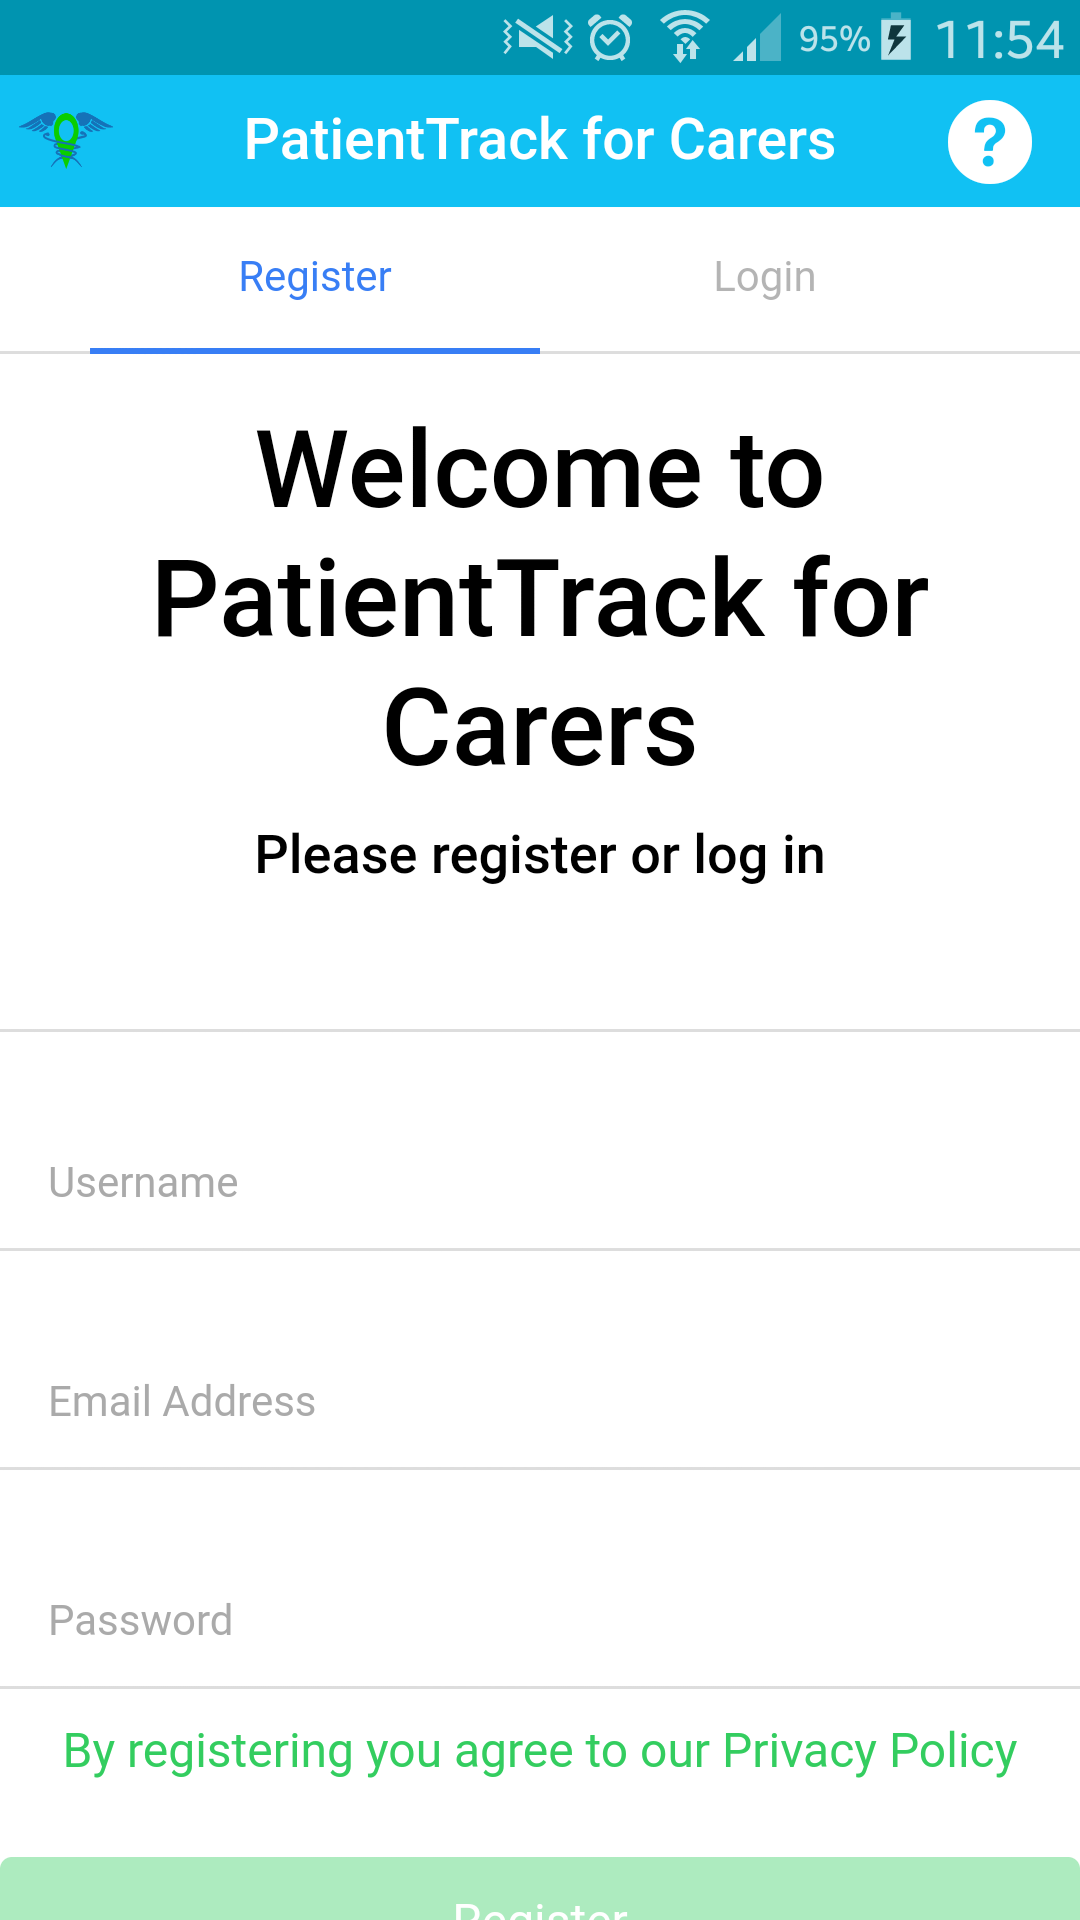 95% 11:54
PatientTrack for Carers ?
Register Login
Welcome to
PatientTrack for
Carers
Please register or log in
Username
Email Address
Password
By registering you agree to our Privacy Policy
Register